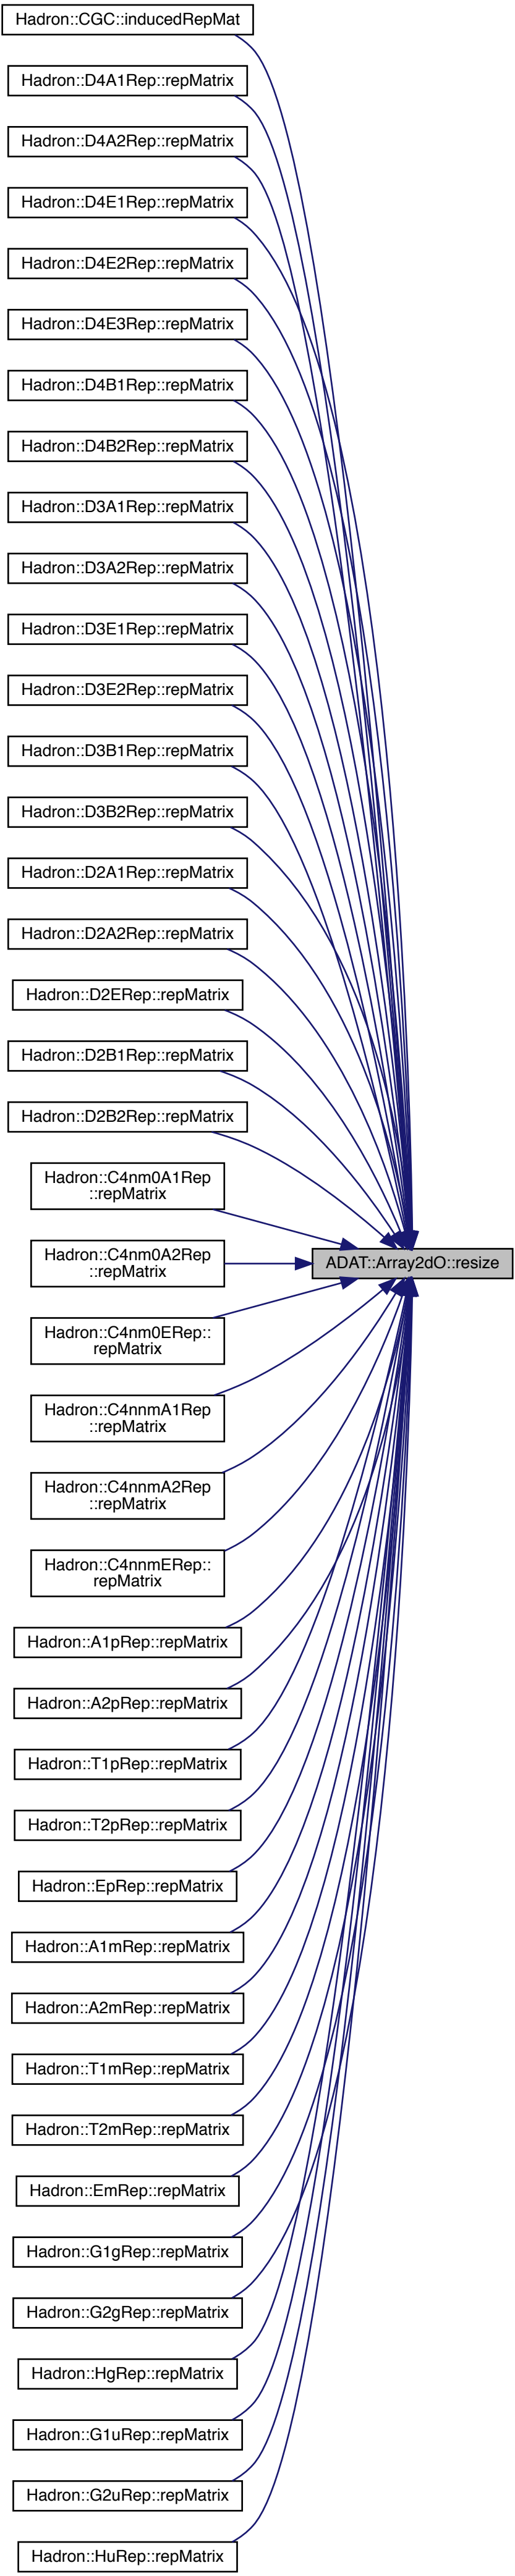 Hadron::CGC::inducedRepMat
Hadron::D4A1Rep::repMatrix
Hadron::D4A2Rep::repMatrix
Hadron::D4E1Rep::repMatrix
Hadron::D4E2Rep::repMatrix
Hadron::D4E3Rep::repMatrix
Hadron::D4B1Rep::repMatrix
Hadron::D4B2Rep::repMatrix
Hadron::D3A1Rep::repMatrix
Hadron::D3A2Rep::repMatrix
Hadron::D3E1Rep::repMatrix
Hadron::D3E2Rep::repMatrix
Hadron::D3B1Rep::repMatrix
Hadron::D3B2Rep::repMatrix
Hadron::D2A1Rep::repMatrix
Hadron::D2A2Rep::repMatrix
Hadron::D2ERep::repMatrix
Hadron::D2B1Rep::repMatrix
Hadron::D2B2Rep::repMatrix
Hadron::C4nm0A1Rep
::repMatrix
Hadron::C4nm0A2Rep
::repMatrix
ADAT::Array2dO::resize
Hadron::C4nm0ERep::
repMatrix
Hadron::C4nnmA1Rep
::repMatrix
Hadron::C4nnmA2Rep
::repMatrix
Hadron::C4nnmERep::
repMatrix
Hadron::A1pRep::repMatrix
Hadron::A2pRep::repMatrix
Hadron::T1pRep::repMatrix
Hadron::T2pRep::repMatrix
Hadron::EpRep::repMatrix
Hadron::A1mRep::repMatrix
Hadron::A2mRep::repMatrix
Hadron::T1mRep::repMatrix
Hadron::T2mRep::repMatrix
Hadron::EmRep::repMatrix
Hadron::G1gRep::repMatrix
Hadron::G2gRep::repMatrix
Hadron::HgRep::repMatrix
Hadron::G1uRep::repMatrix
Hadron::G2uRep::repMatrix
Hadron::HuRep::repMatrix